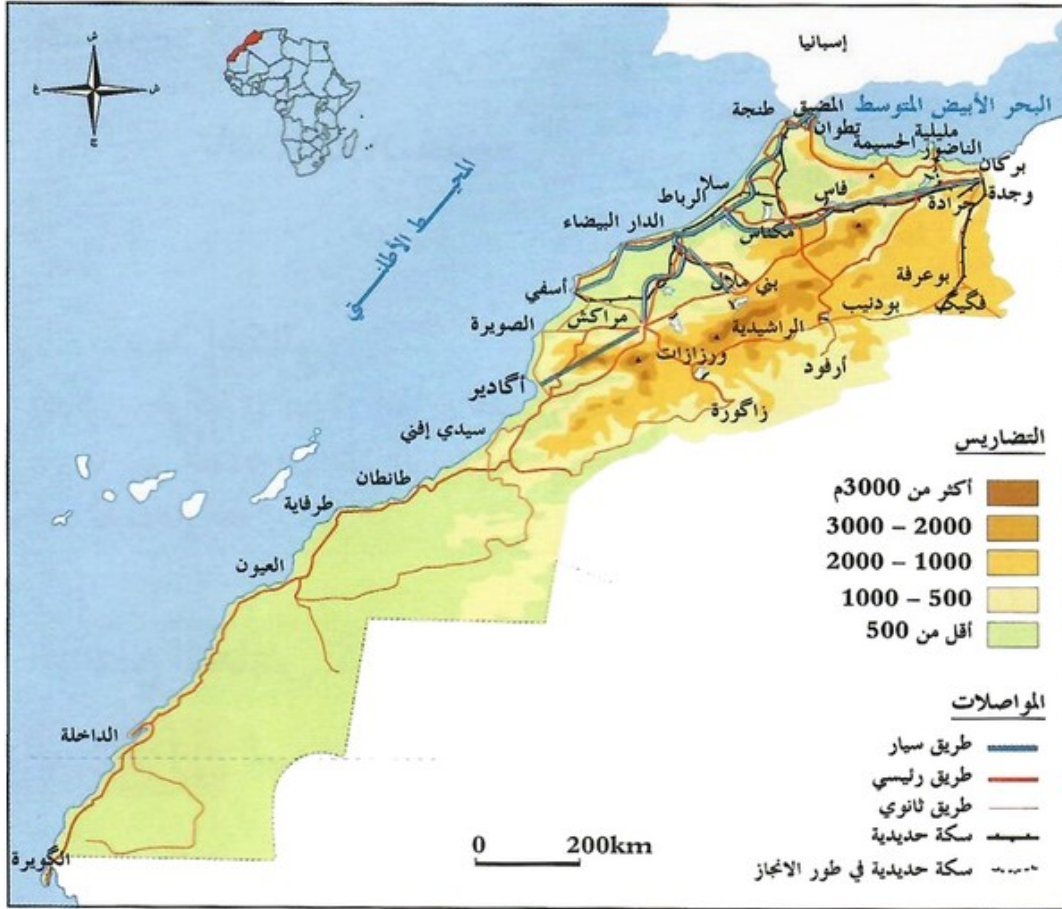 ش
غ
ش
ج
إسبانيا
البحر الأبيض المتوسط
المحيط الأطلنتي
المضيق
طنجة
تطوان
مليلية
الحسيمة
الناضور
بركان
وجدة
جرادة
فاس
سلا
الرباط
مكناس
الدار البيضاء
بوعرفة
فگيگ
بني ملال
أسفي
بودنيب
مراكش
الراشيدية
الصويرة
ورزازات
أرفود
أگادير
زاگورة
سيدي إفني
طانطان
طرفاية
العيون
الداخلة
الگويرة
التضاريس
أكثر من 3000م
3000 – 2000
2000 – 1000
1000 – 500
أقل من 500
المواصلات
طريق سيار
طريق رئيسي
طريق ثانوي
سكة حديدية
سكة حديدية في طور الانجاز
0 200km